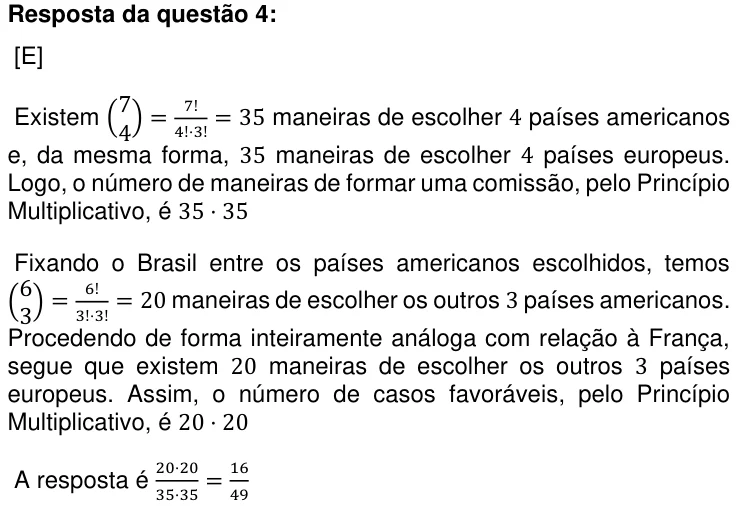 Resposta da questão 4:
[E]
Existem (7 4) = 7!/(4!·3!) = 35 maneiras de escolher 4 países americanos
e, da mesma forma, 35 maneiras de escolher 4 países europeus.
Logo, o número de maneiras de formar uma comissão, pelo Princípio
Multiplicativo, é 35 · 35
Fixando o Brasil entre os países americanos escolhidos, temos
(6 3) = 6!/(3!·3!) = 20 maneiras de escolher os outros 3 países americanos.
Procedendo de forma inteiramente análoga com relação à França,
segue que existem 20 maneiras de escolher os outros 3 países
europeus. Assim, o número de casos favoráveis, pelo Princípio
Multiplicativo, é 20 · 20
A resposta é 20·20/35·35 = 16/49